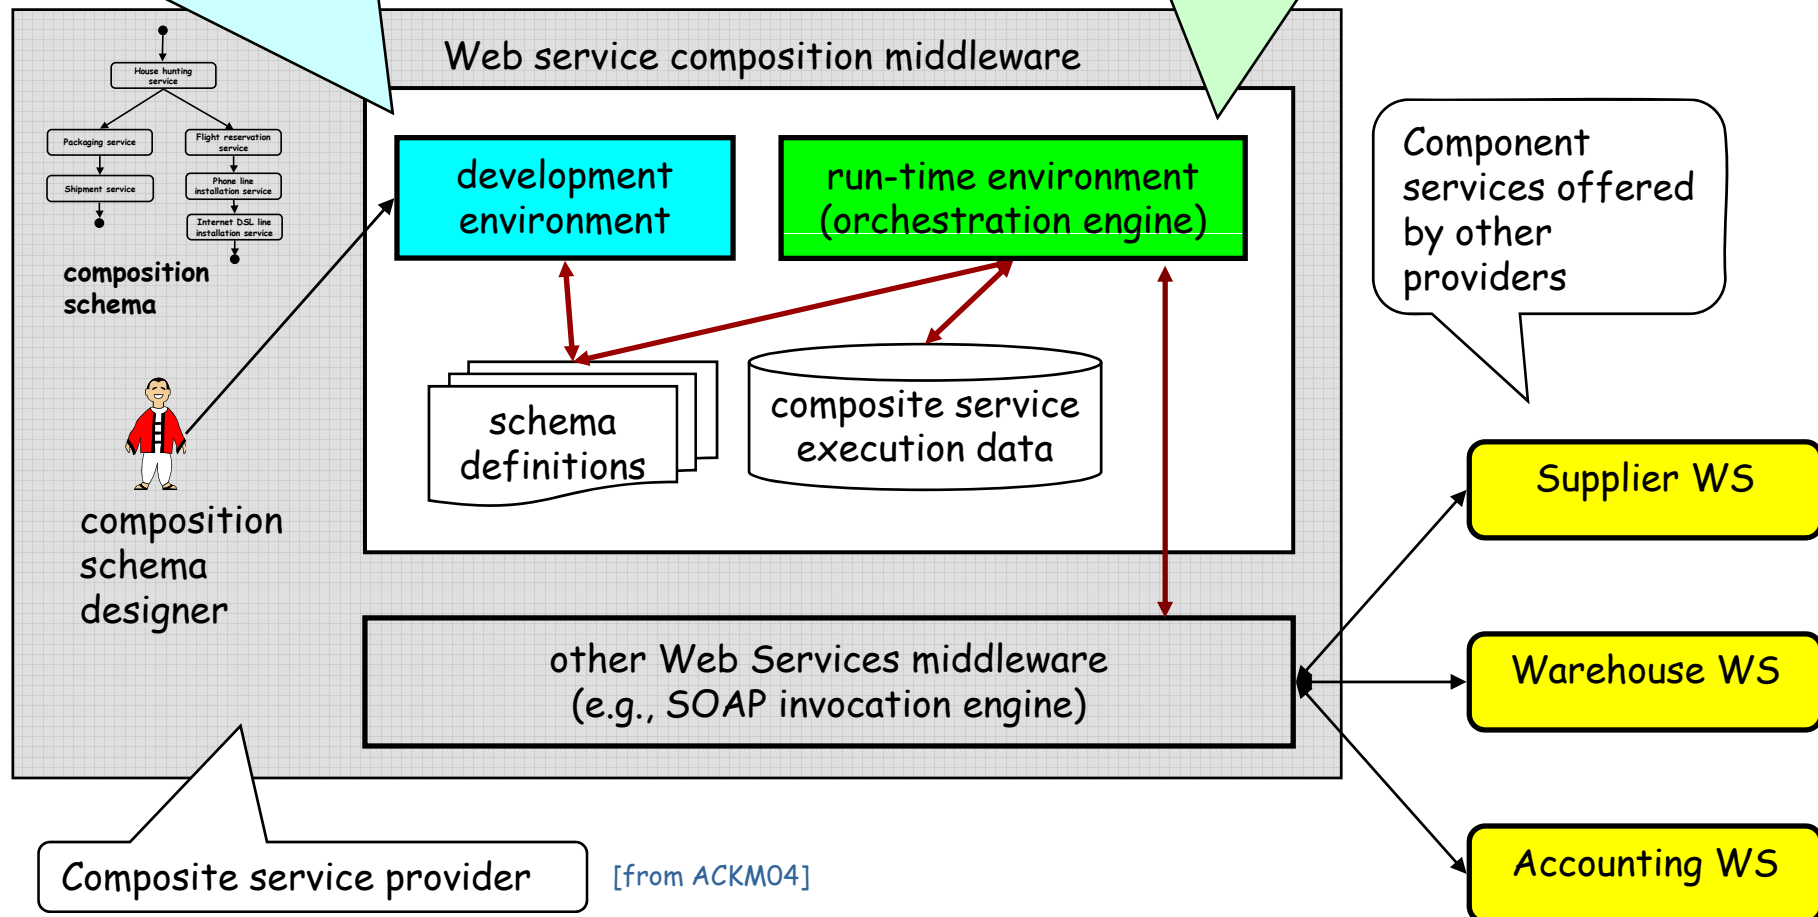 Web service composition middleware
House hunting
service
Packaging service
Flight reservation
service
Shipment service
Phone line
installation service
Internet DSL line
installation service
composition
schema
development
environment
run-time environment
(orchestration engine)
Component
services offered
by other
providers
schema
definitions
composite service
execution data
composition
schema
designer
Supplier WS
Warehouse WS
Accounting WS
other Web Services middleware
(e.g., SOAP invocation engine)
Composite service provider
[from ACKM04]